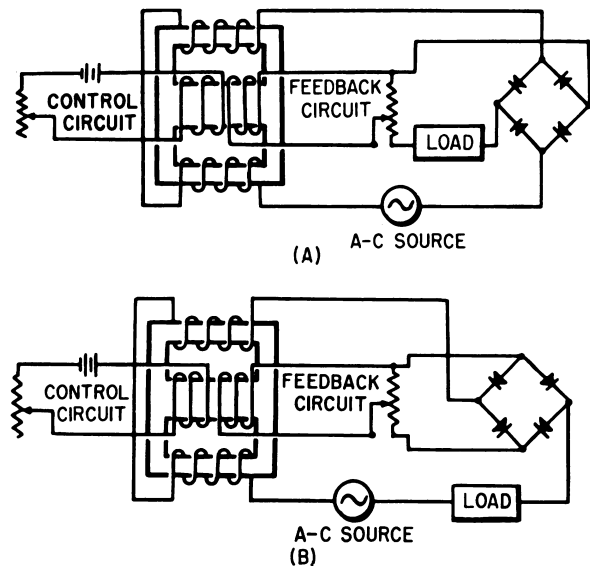 CONTROL
CIRCUIT
FEEDBACK
CIRCUIT
LOAD
A-C SOURCE
(A)
CONTROL
CIRCUIT
FEEDBACK
CIRCUIT
LOAD
A-C SOURCE
(B)